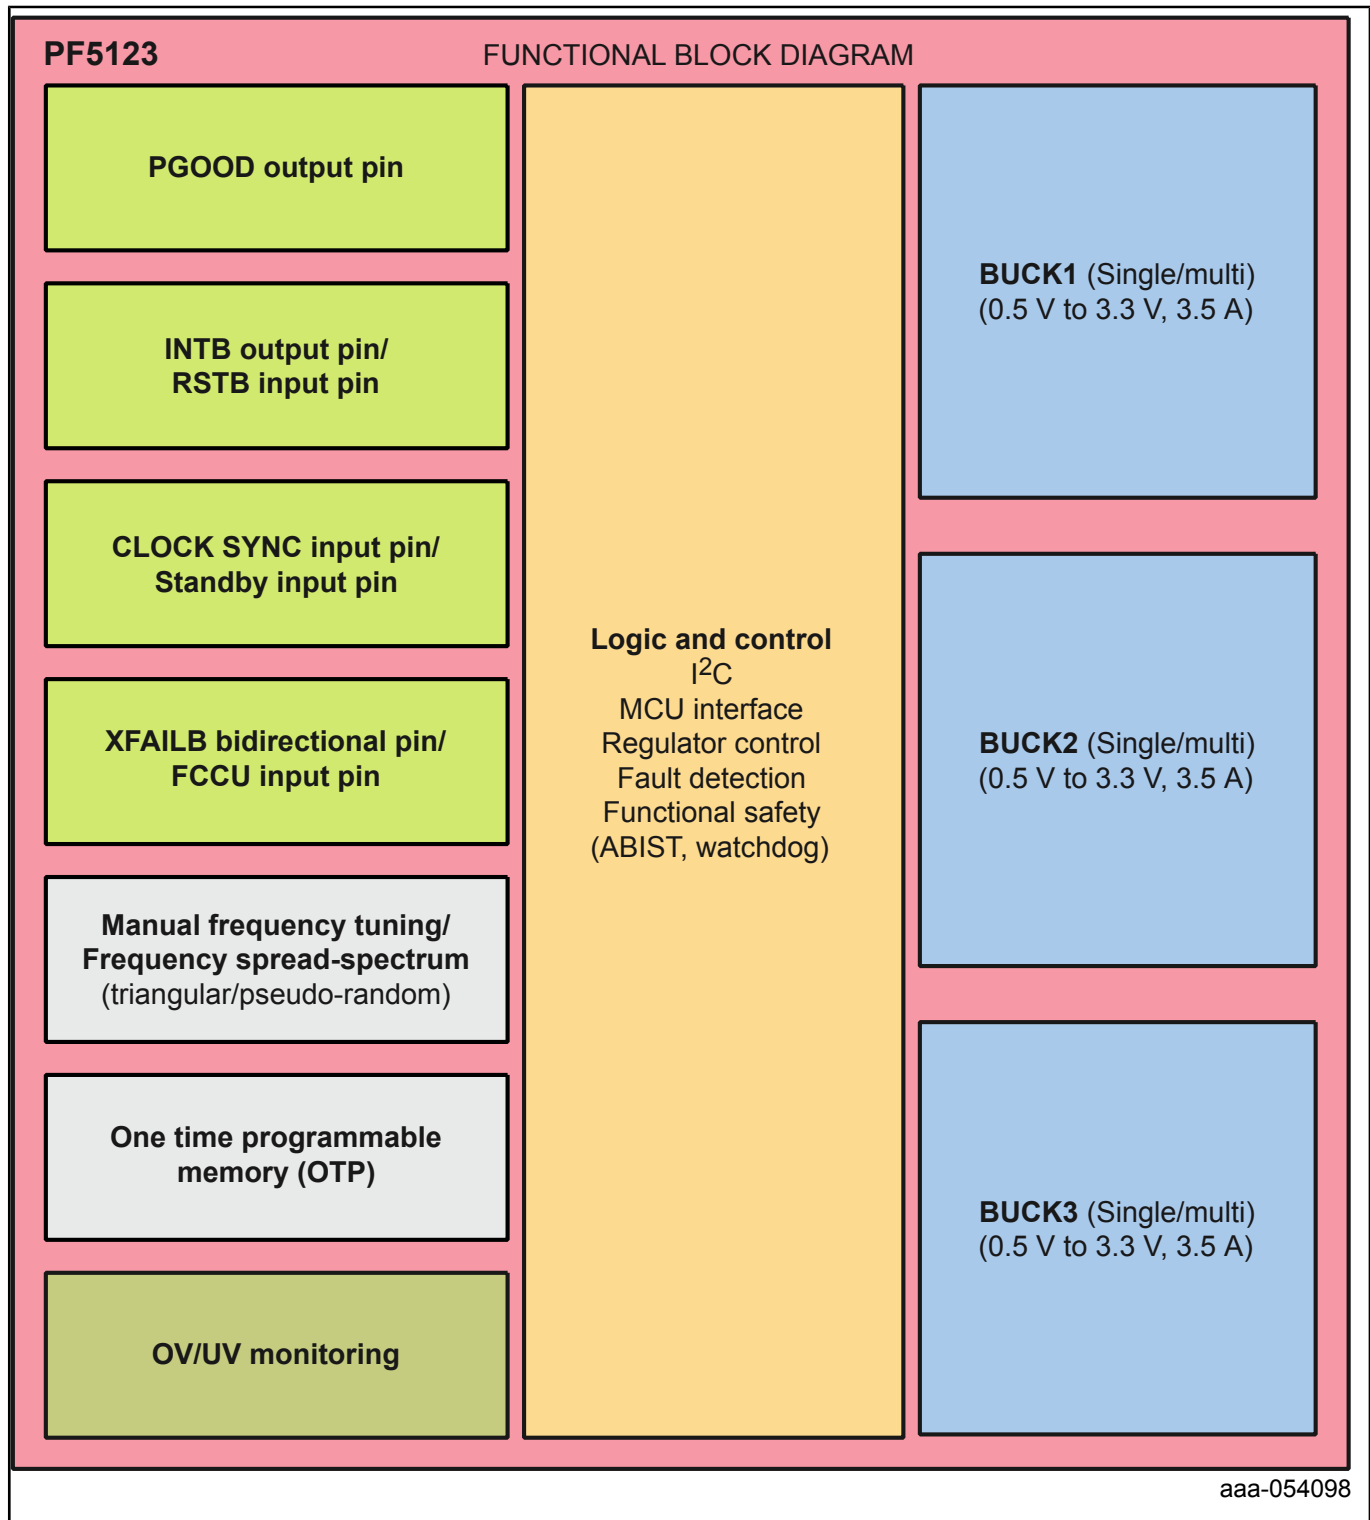 PF5123
FUNCTIONAL BLOCK DIAGRAM
PGOOD output pin
INTB output pin/
RSTB input pin
CLOCK SYNC input pin/
Standby input pin
XFAILB bidirectional pin/
FCCU input pin
Manual frequency tuning/
Frequency spread-spectrum
(triangular/pseudo-random)
One time programmable
memory (OTP)
OV/UV monitoring
Logic and control
I2C
MCU interface
Regulator control
Fault detection
Functional safety
(ABIST, watchdog)
BUCK1 (Single/multi)
(0.5 V to 3.3 V, 3.5 A)
BUCK2 (Single/multi)
(0.5 V to 3.3 V, 3.5 A)
BUCK3 (Single/multi)
(0.5 V to 3.3 V, 3.5 A)
aaa-054098